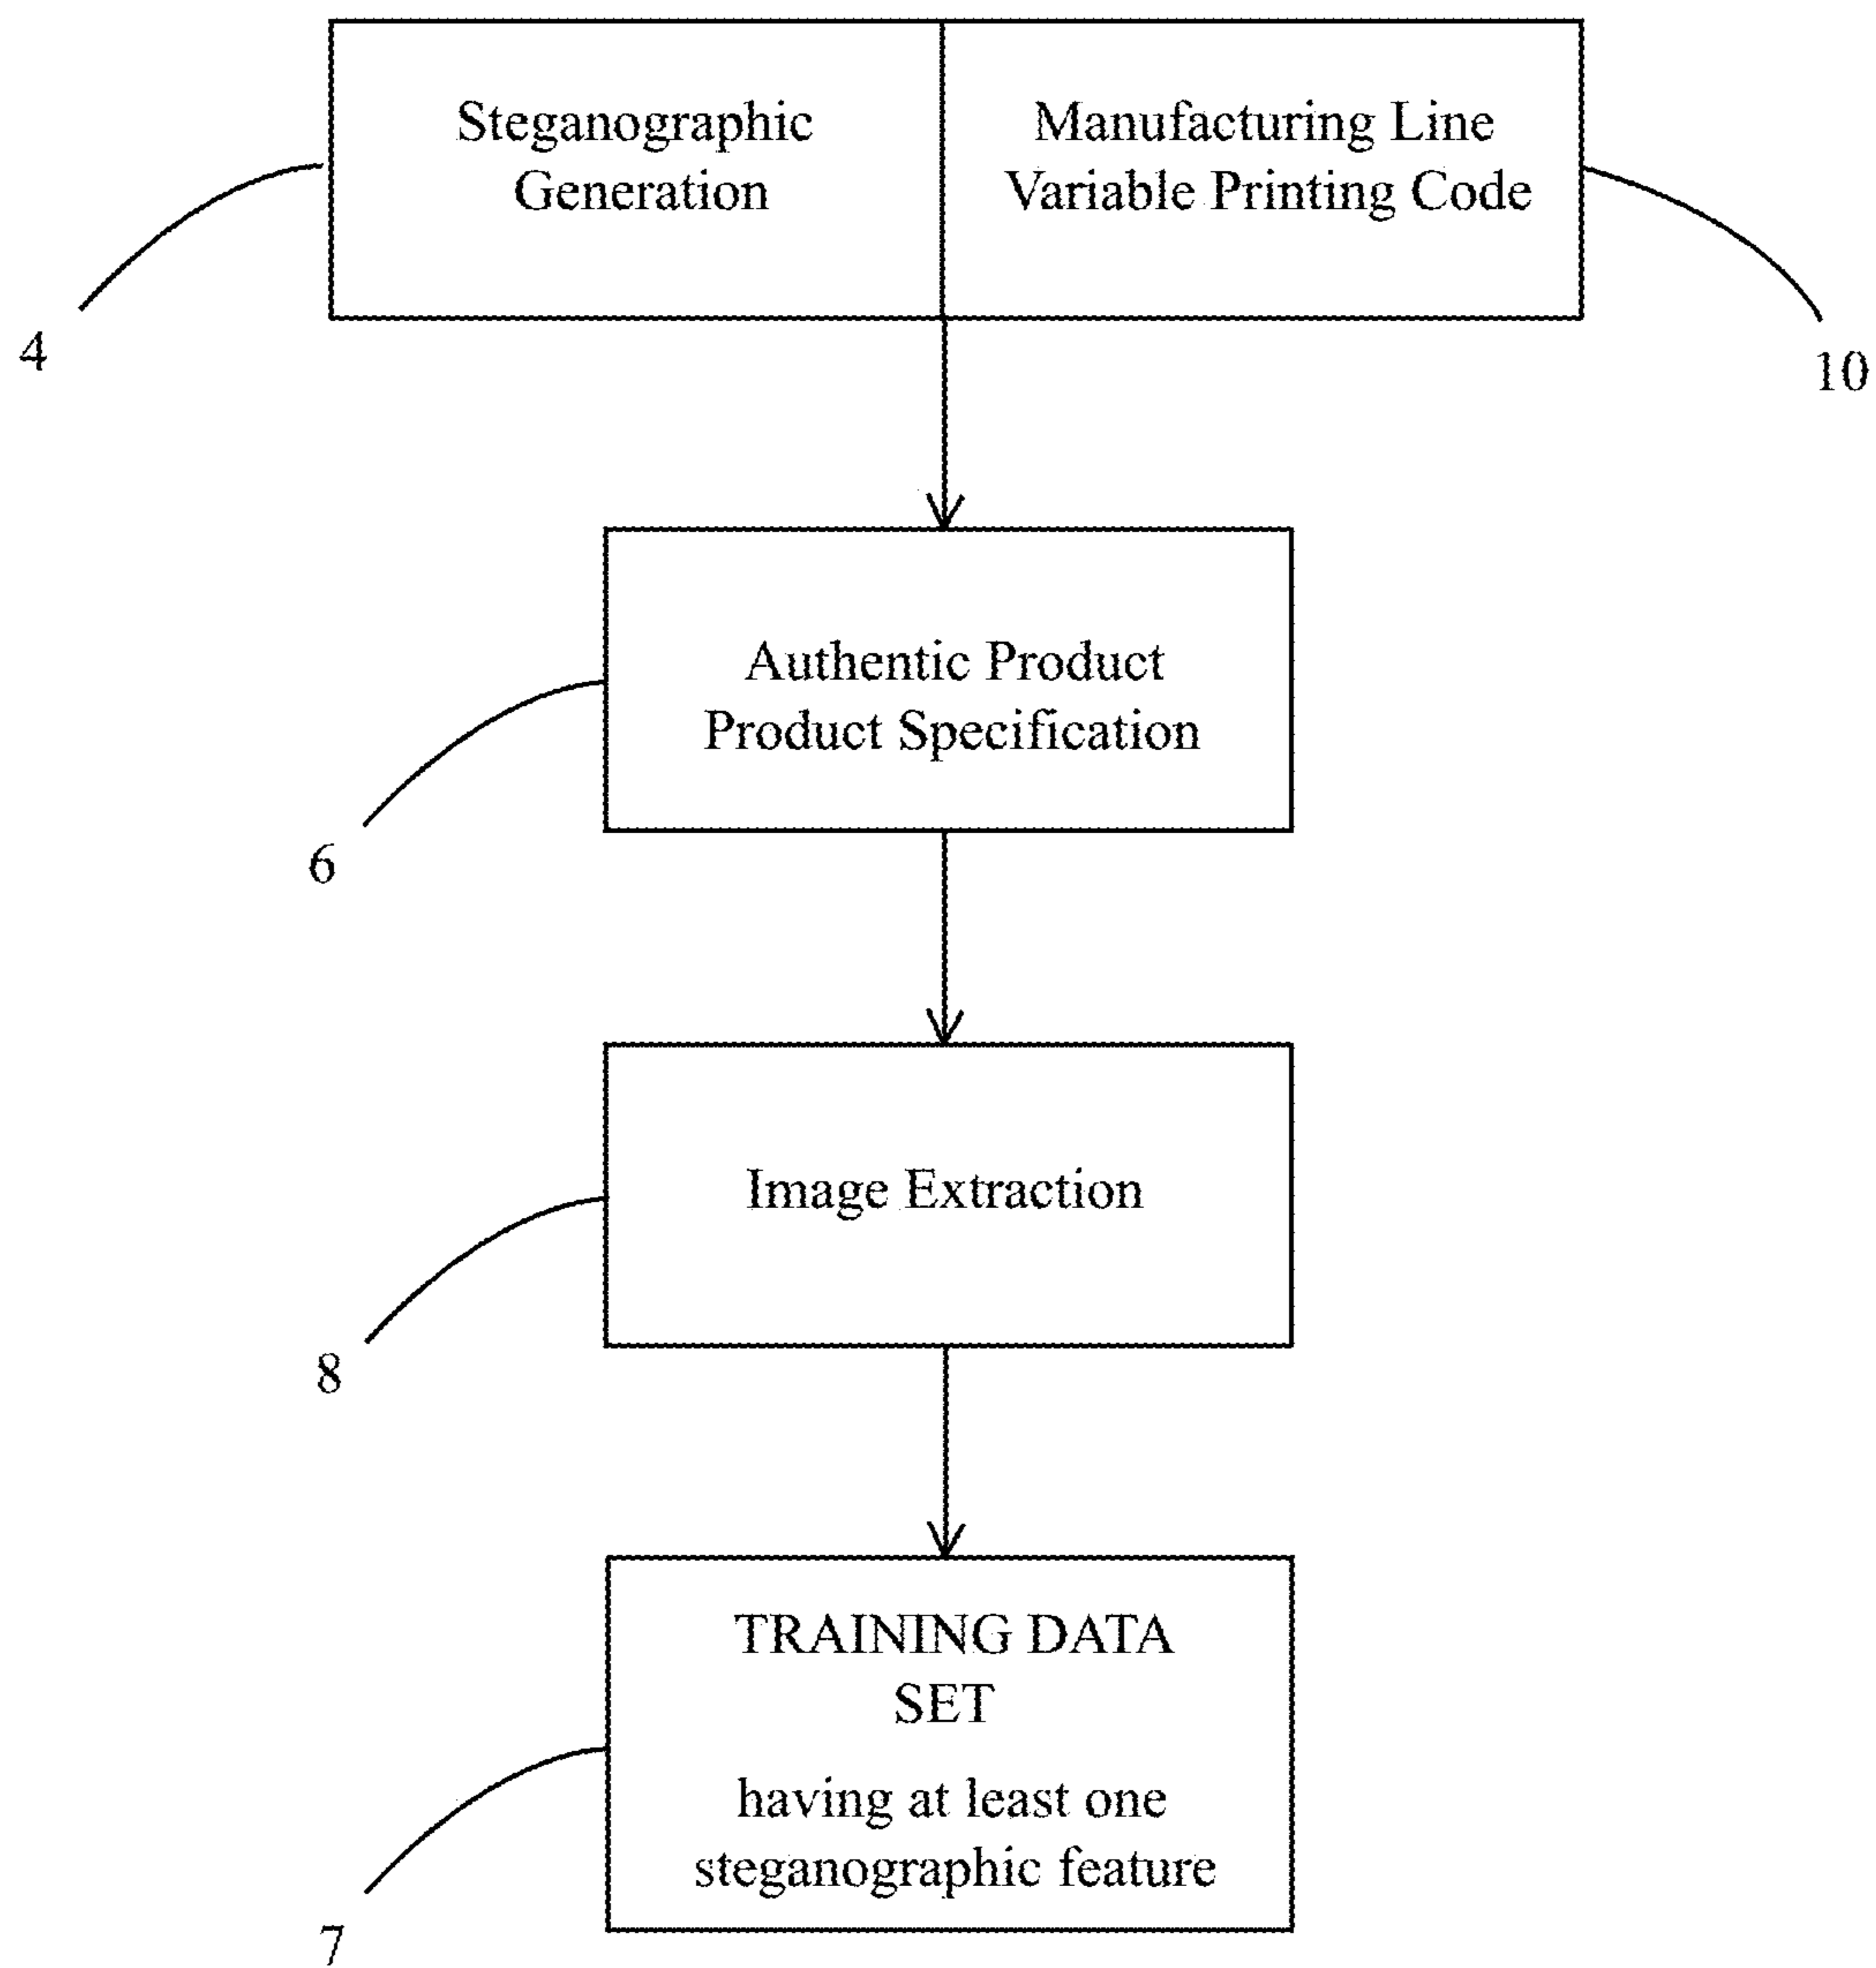 Steganographic
Generation
Manufacturing Line
Variable Printing Code
4
10
Authentic Product
Product Specification
6
Image Extraction
8
TRAINING DATA
SET
having at least one
steganographic feature
7